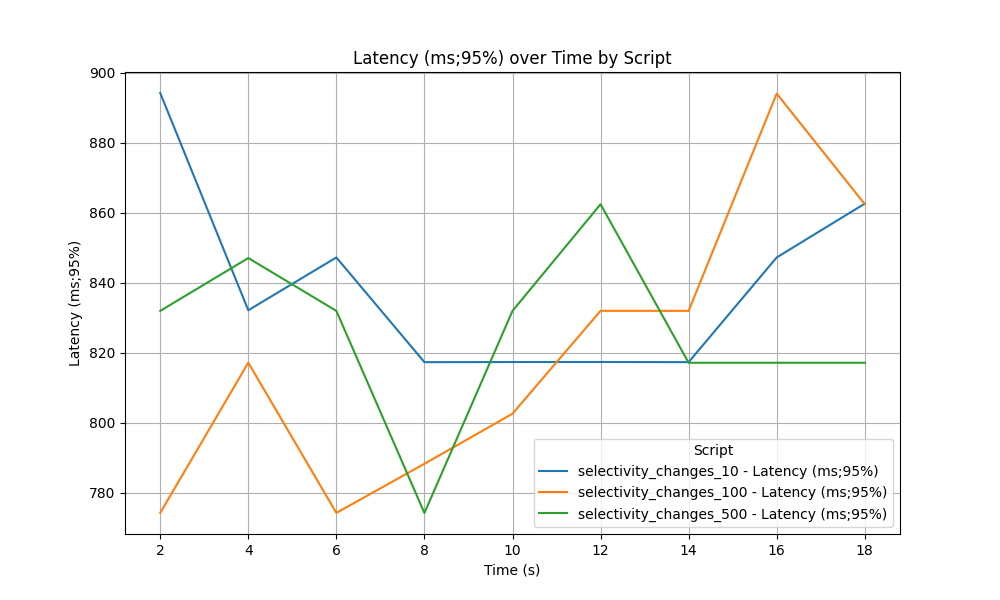 Latency (ms;95%) over Time by Script
Latency (ms;95%)
900
880
860
840
820
800
780
2 4 6 8 10 12 14 16 18
Time (s)
Script
selectivity_changes_10 - Latency (ms;95%)
selectivity_changes_100 - Latency (ms;95%)
selectivity_changes_500 - Latency (ms;95%)